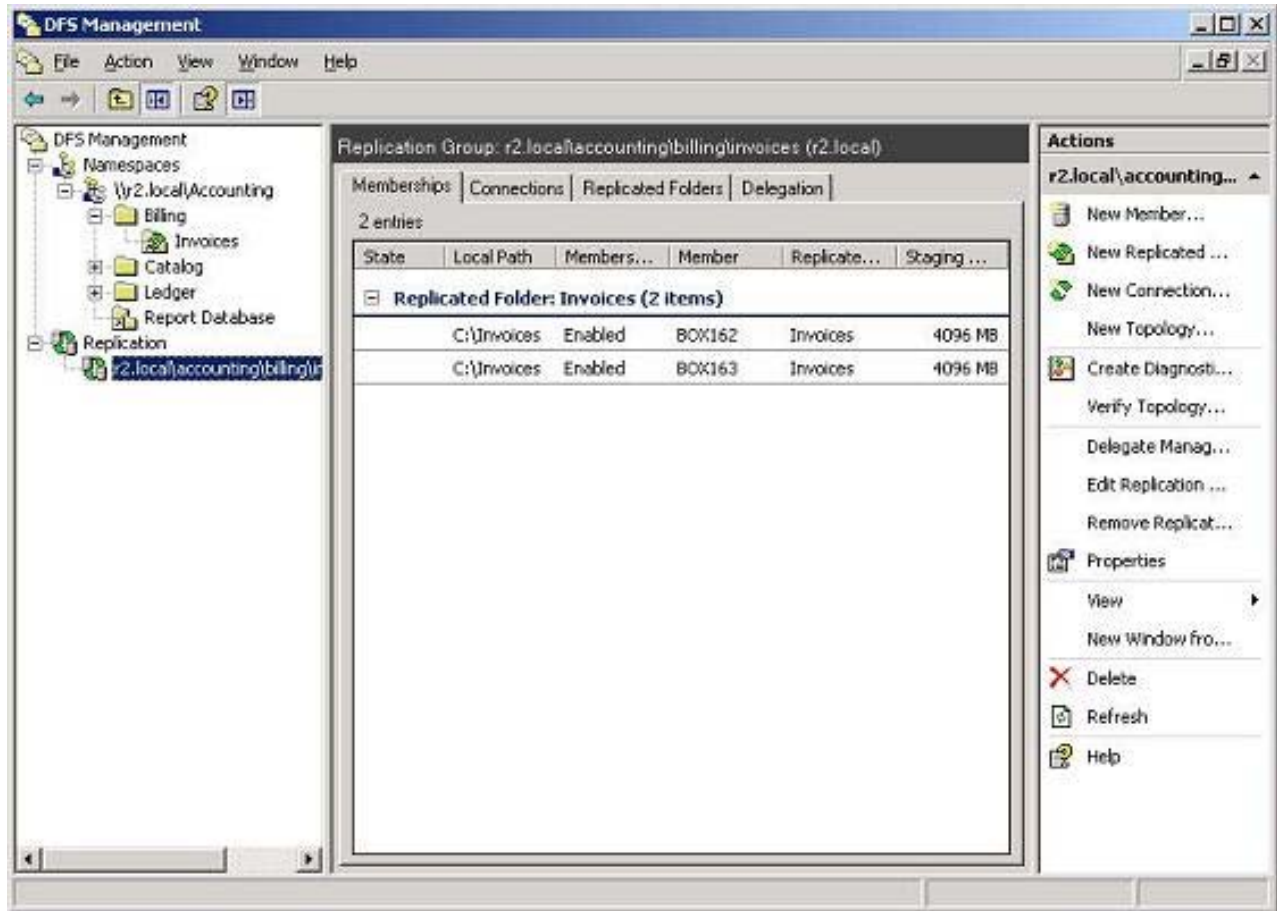 DFS Management
File Action View Window Help
DFS Management
Namespaces
\\r2.local\Accounting
Billing
Invoices
Catalog
Ledger
Report Database
Replication
r2.local\accounting\billing\ir
Replication Group: r2.local\accounting\billing\invoices (r2.local)
Memberships Connections Replicated Folders Delegation
2 entries
State Local Path Members... Member Replicate... Staging ...
Replicated Folder: Invoices (2 items)
C:\Invoices Enabled BOX162 Invoices 4096 MB
C:\Invoices Enabled BOX163 Invoices 4096 MB
Actions
r2.local\accounting...
New Member...
New Replicated ...
New Connection...
New Topology...
Create Diagnosti...
Verify Topology...
Delegate Manag...
Edit Replication ...
Remove Replicat...
Properties
View
New Window fro...
Delete
Refresh
Help